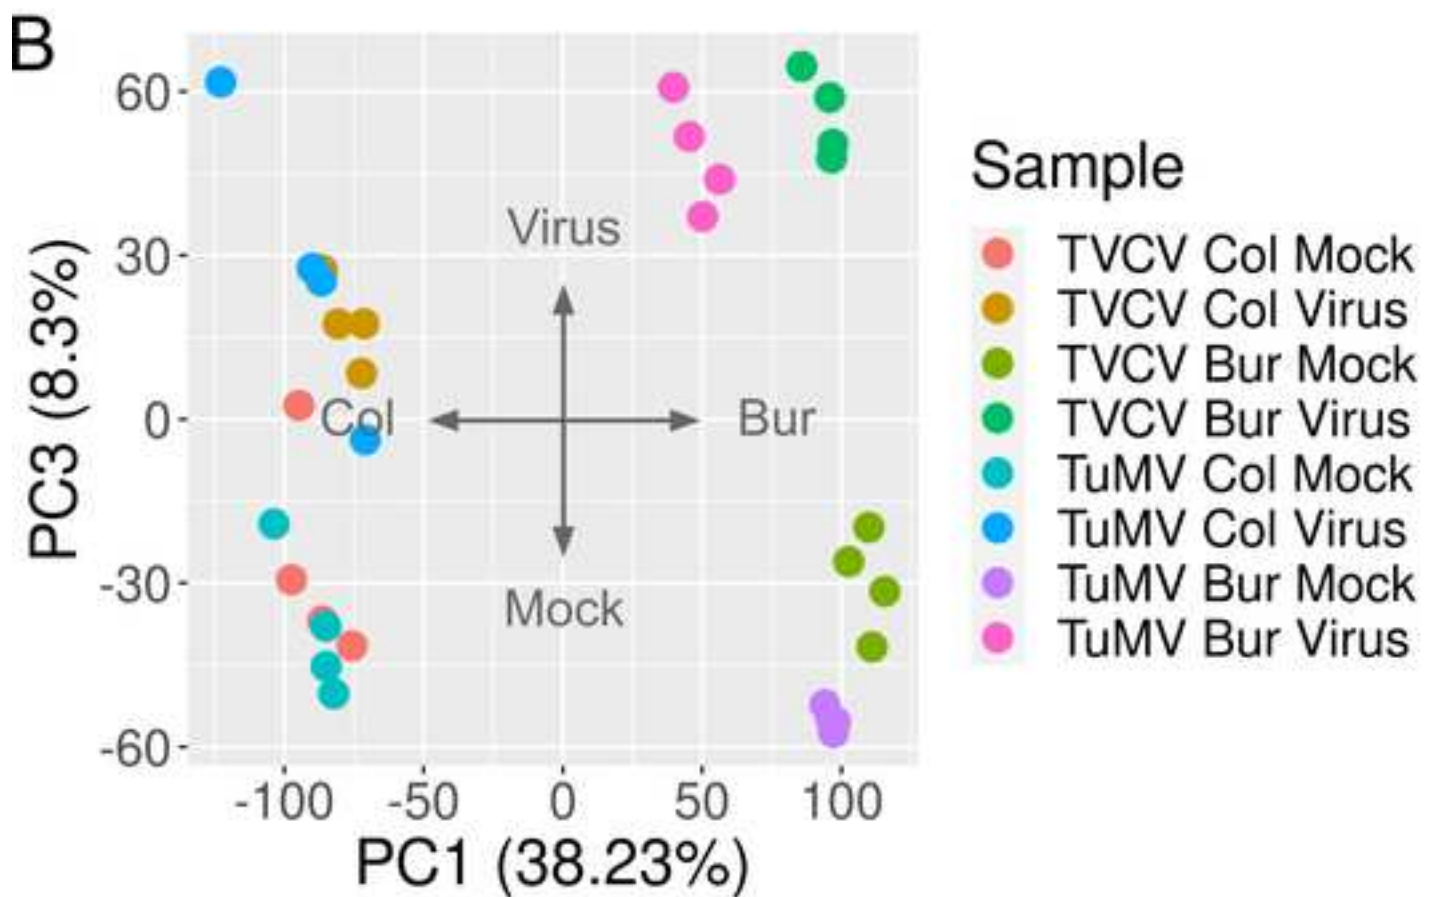 B
60
30
0
-30
-60
PC3 (8.3%)
Virus
Col
Bur
Mock
-100 -50 0 50 100
PC1 (38.23%)
Sample
TVCV Col Mock
TVCV Col Virus
TVCV Bur Mock
TVCV Bur Virus
TuMV Col Mock
TuMV Col Virus
TuMV Bur Mock
TuMV Bur Virus